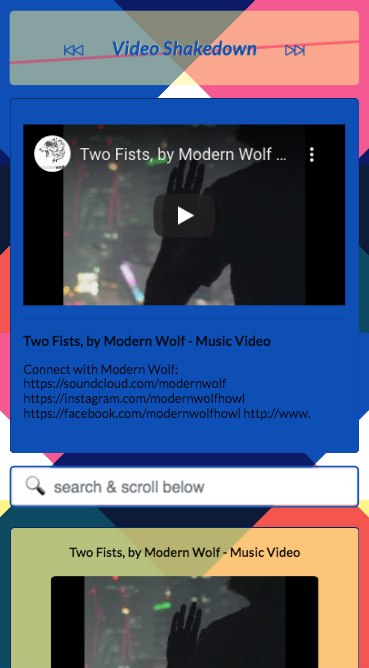 Video Shakedown
Two Fists, by Modern Wolf ...
Two Fists, by Modern Wolf - Music Video
Connect with Modern Wolf:
https://soundcloud.com/modernwolf
https://instagram.com/modernwolfhowl
https://facebook.com/modernwolfhowl http://www.
search & scroll below
Two Fists, by Modern Wolf - Music Video